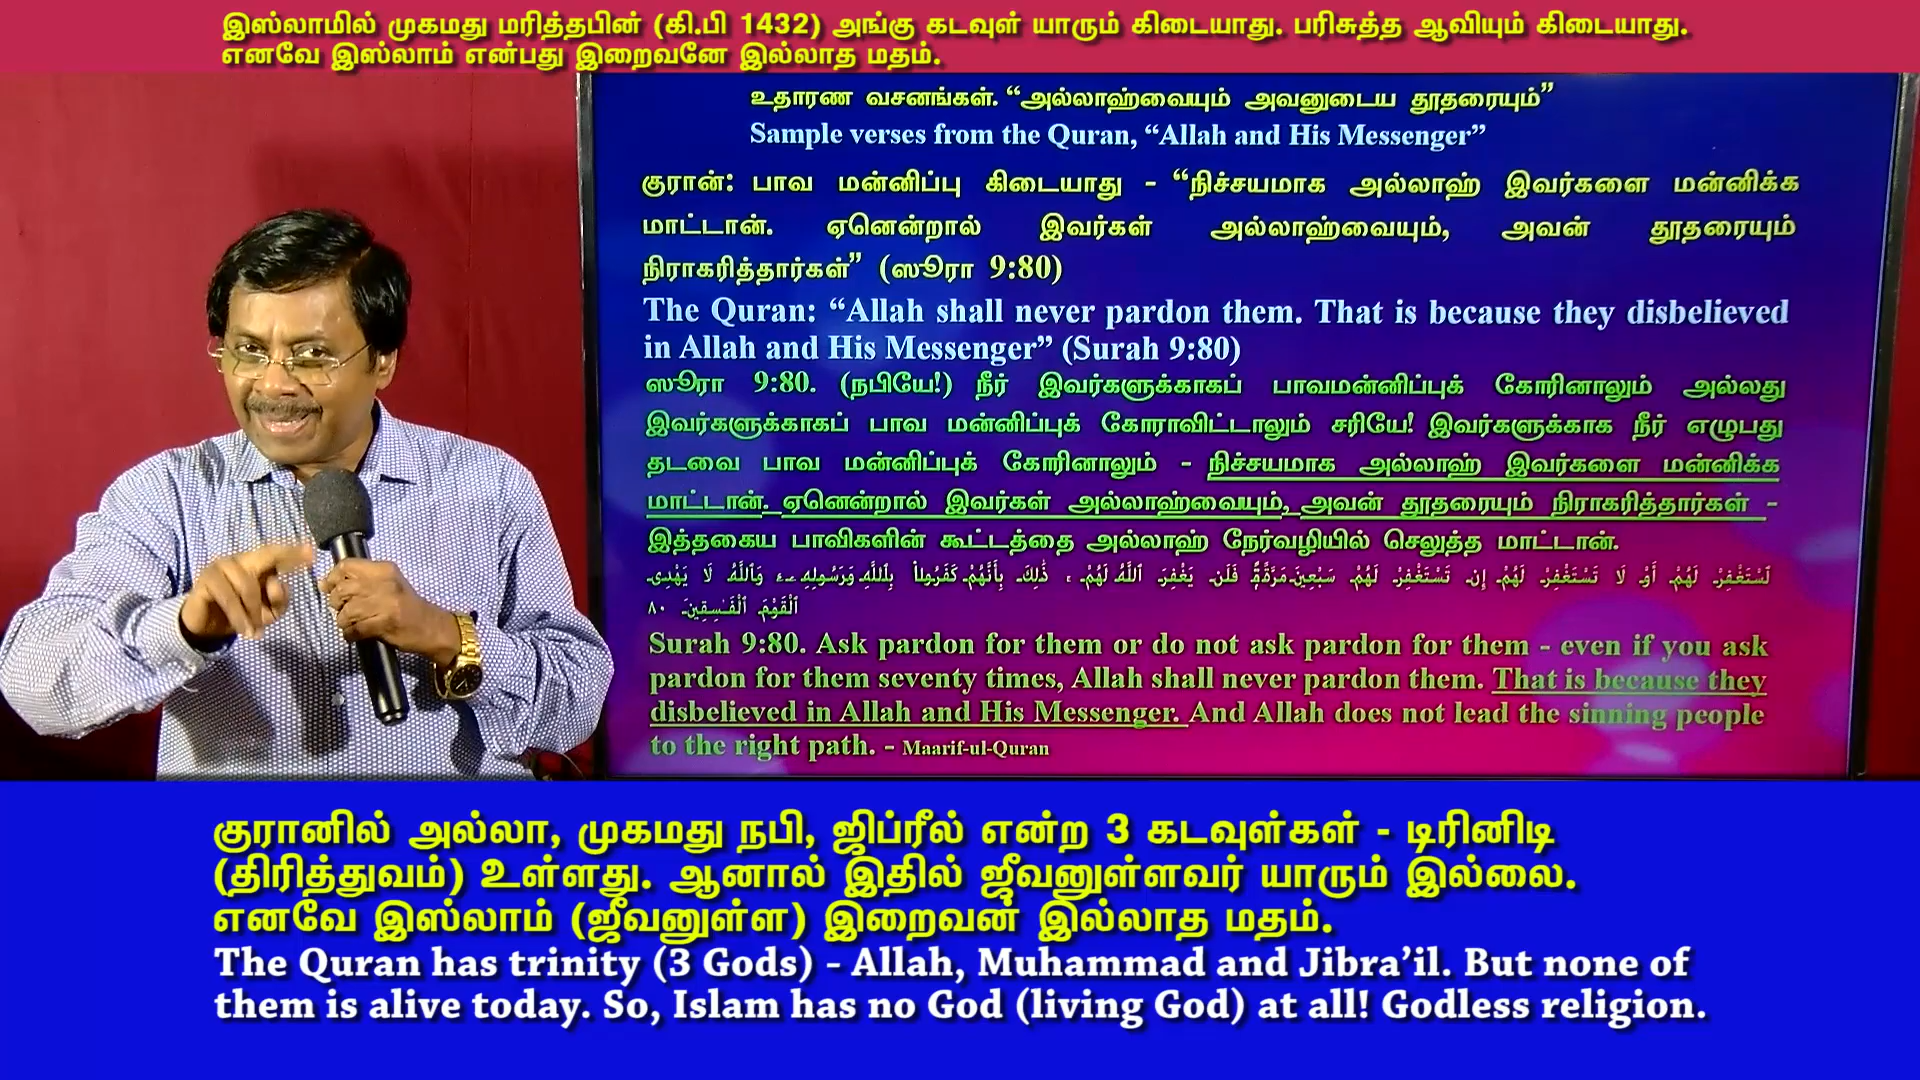 இஸ்லாமில் முகமது மரித்தபின் (கி.பி 1432) அங்கு கடவுள் யாரும் கிடையாது. பரிசுத்த ஆவியும் கிடையாது.
எனவே இஸ்லாம் என்பது இறைவனே இல்லாத மதம்.
உதாரண வசனங்கள். “அல்லாஹ்வையும் அவனுடைய தூதரையும்”
Sample verses from the Quran, “Allah and His Messenger”
குரான்: பாவ மன்னிப்பு கிடையாது - “நிச்சயமாக அல்லாஹ் இவர்களை மன்னிக்க
மாட்டான். ஏனென்றால் இவர்கள் அல்லாஹ்வையும், அவன் தூதரையும்
நிராகரித்தார்கள்” (ஸூரா 9:80)
The Quran: “Allah shall never pardon them. That is because they disbelieved
in Allah and His Messenger” (Surah 9:80)
ஸூரா 9:80. (நபியே!) நீர் இவர்களுக்காகப் பாவமன்னிப்புக் கோரினாலும் அல்லது
இவர்களுக்காகப் பாவ மன்னிப்புக் கோராவிட்டாலும் சரியே! இவர்களுக்காக நீர் எழுபது
தடவை பாவ மன்னிப்புக் கோரினாலும் - நிச்சயமாக அல்லாஹ் இவர்களை மன்னிக்க
மாட்டான். ஏனென்றால் இவர்கள் அல்லாஹ்வையும், அவன் தூதரையும் நிராகரித்தார்கள் -
இத்தகைய பாவிகளின் கூட்டத்தை அல்லாஹ் நேர்வழியில் செலுத்த மாட்டான்.
ٱسْتَغْفِرْ لَهُمْ أَوْ لَا تَسْتَغْفِرْ لَهُمْ إِن تَسْتَغْفِرْ لَهُمْ سَبْعِينَ مَرَّةً فَلَن يَغْفِرَ ٱللَّهُ لَهُمْ ۚ ذَٰلِكَ بِأَنَّهُمْ كَفَرُوا۟ بِٱللَّهِ وَرَسُولِهِۦ ۗ وَٱللَّهُ لَا يَهْدِى
ٱلْقَوْمَ ٱلْفَـٰسِقِينَ ٨٠
Surah 9:80. Ask pardon for them or do not ask pardon for them - even if you ask
pardon for them seventy times, Allah shall never pardon them. That is because they
disbelieved in Allah and His Messenger. And Allah does not lead the sinning people
to the right path. - Maarif-ul-Quran
குரானில் அல்லா, முகமது நபி, ஜிப்ரீல் என்ற 3 கடவுள்கள் - டிரினிடி
(திரித்துவம்) உள்ளது. ஆனால் இதில் ஜீவனுள்ளவர் யாரும் இல்லை.
எனவே இஸ்லாம் (ஜீவனுள்ள) இறைவன் இல்லாத மதம்.
The Quran has trinity (3 Gods) - Allah, Muhammad and Jibra’il. But none of
them is alive today. So, Islam has no God (living God) at all! Godless religion.